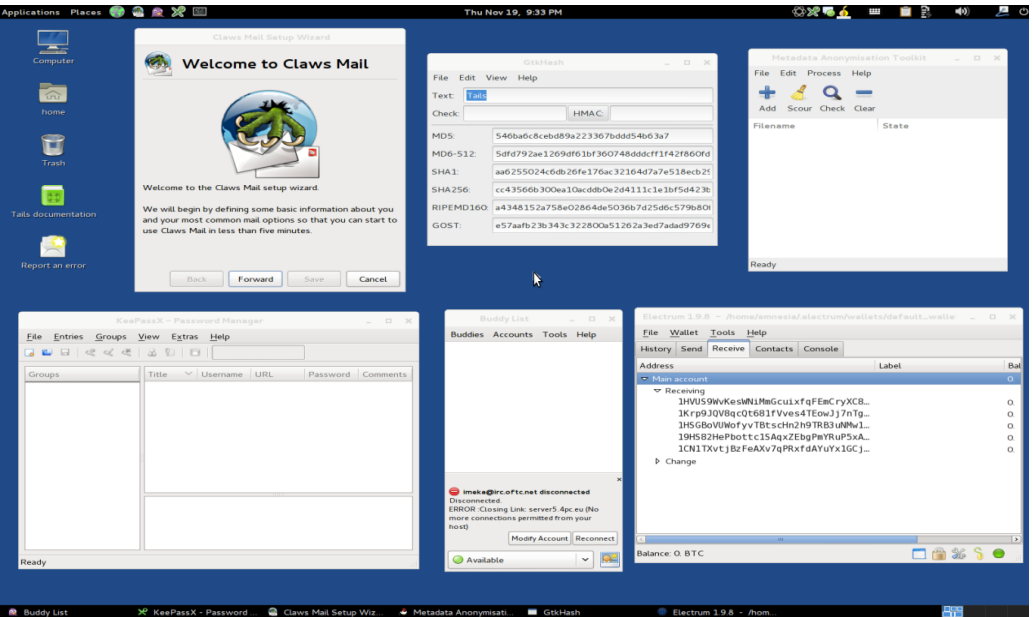 Applications Places Thu Nov 19, 9:33 PM
Computer
home
Trash
Tails documentation
Report an error
Claws Mail Setup Wizard
Welcome to Claws Mail
Welcome to the Claws Mail setup wizard.
We will begin by defining some basic information about you
and your most common mail options so that you can start to
use Claws Mail in less than five minutes.
Back Forward Save Cancel
GtkHash
File Edit View Help
Text: Tails
Check: HMAC:
MD5: 546ba6c8cebd89a223367bddd54b63a7
MD6-512: 5dfd792ae1269df61bf360748dddcff1f42f860fd
SHA1: aa6255024c6db26fe176ac32164d7a7e518ecb25
SHA256: cc43566b300ea10acddb0e2d4111c1e1bf5d423b
RIPEMD160: a4348152a758e02864de5036b7d25d6c579b80
GOST: e57aafb23b343c322800a51262a3ed7adad9769e
Metadata Anonymisation Toolkit
File Edit Process Help
Add Scour Check Clear
Filename State
Ready
KeePassX - Password Manager
File Entries Groups View Extras Help
Groups Title Username URL Password Comments
Ready
Buddy List
Buddies Accounts Tools Help
imeka@irc.oftc.net disconnected
Disconnected.
ERROR :Closing Link: server5.4pc.eu (No
more connections permitted from your
host)
Modify Account Reconnect
Available
Electrum 1.9.8 - /home/amnesia/electrum/wallets/default_walle
File Wallet Tools Help
History Send Receive Contacts Console
Address Label Bal
Main account 0.
Receiving
1HVUS9WvKesWNiMmGcuixfqFEmCryXC8... 0.
1Krp9JQV8qcQt681fVves4TEowJj7nTg... 0.
1HSGBoVUWofyvTBtscHn2h9TRB3uNMw1... 0.
19HS82HePbottc1SAqxZEbgPmYRuP5xA... 0.
1CN1TXvtjBzFeAXv7qPRxfdAYuYx1GCj... 0.
Change
Balance: 0. BTC
Buddy List KeePassX - Password ... Claws Mail Setup Wiz... Metadata Anonymisati... GtkHash Electrum 1.9.8 - /hom...